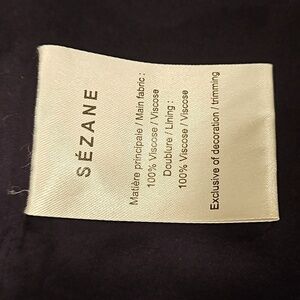 SÉZANE
Matière principale / Main fabric :
100% Viscose / Viscose
Doublure / Lining :
100% Viscose / Viscose
Exclusive of decoration / trimming